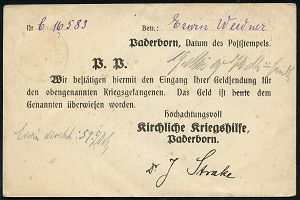 Nr. C 16583 Betr.: Erwin Weidner
Paderborn, Datum des Poststempels.
P. P.
Wir bestätigen hiermit den Eingang Ihrer Geldsendung für
den obengenannten Kriegsgefangenen. Das Geld ist heute dem
Genannten überwiesen worden.
Hochachtungsvoll
Kirchliche Kriegshilfe,
Paderborn.
Dr J Strake